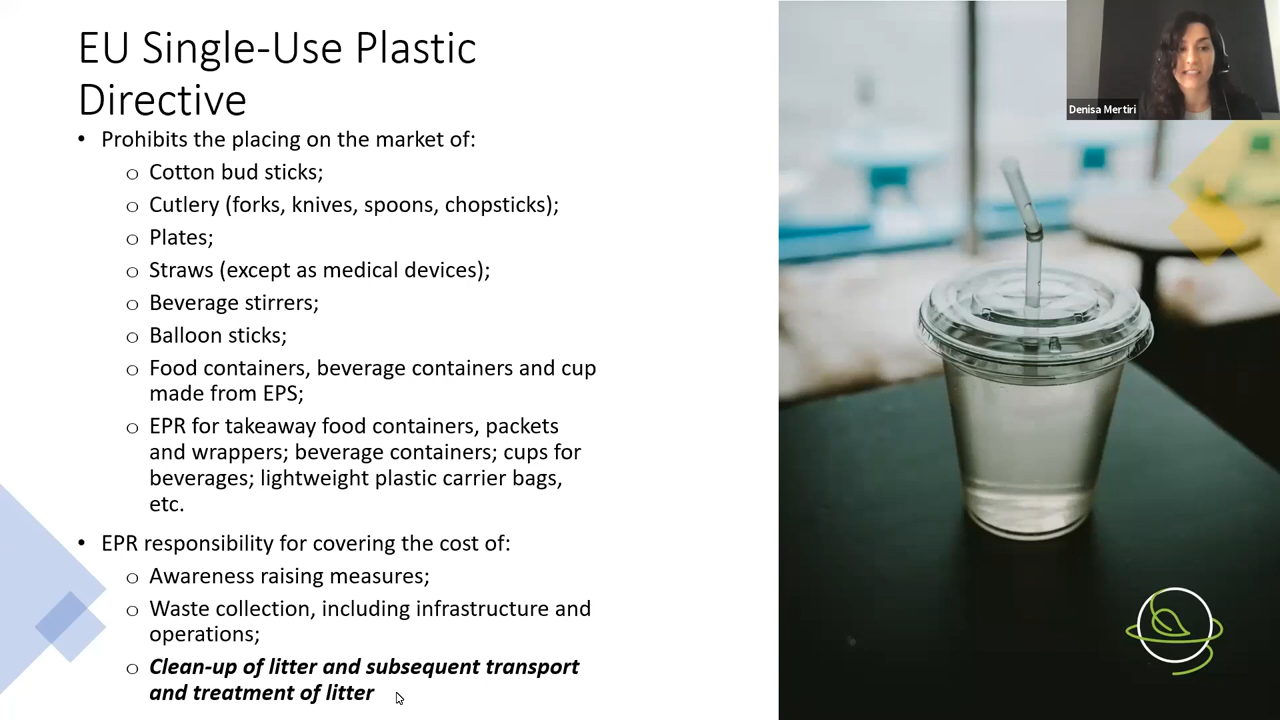 EU Single-Use Plastic
Directive
• Prohibits the placing on the market of:
o Cotton bud sticks;
o Cutlery (forks, knives, spoons, chopsticks);
o Plates;
o Straws (except as medical devices);
o Beverage stirrers;
o Balloon sticks;
o Food containers, beverage containers and cup
made from EPS;
o EPR for takeaway food containers, packets
and wrappers; beverage containers; cups for
beverages; lightweight plastic carrier bags,
etc.
• EPR responsibility for covering the cost of:
o Awareness raising measures;
o Waste collection, including infrastructure and
operations;
o Clean-up of litter and subsequent transport
and treatment of litter
Denisa Mertiri